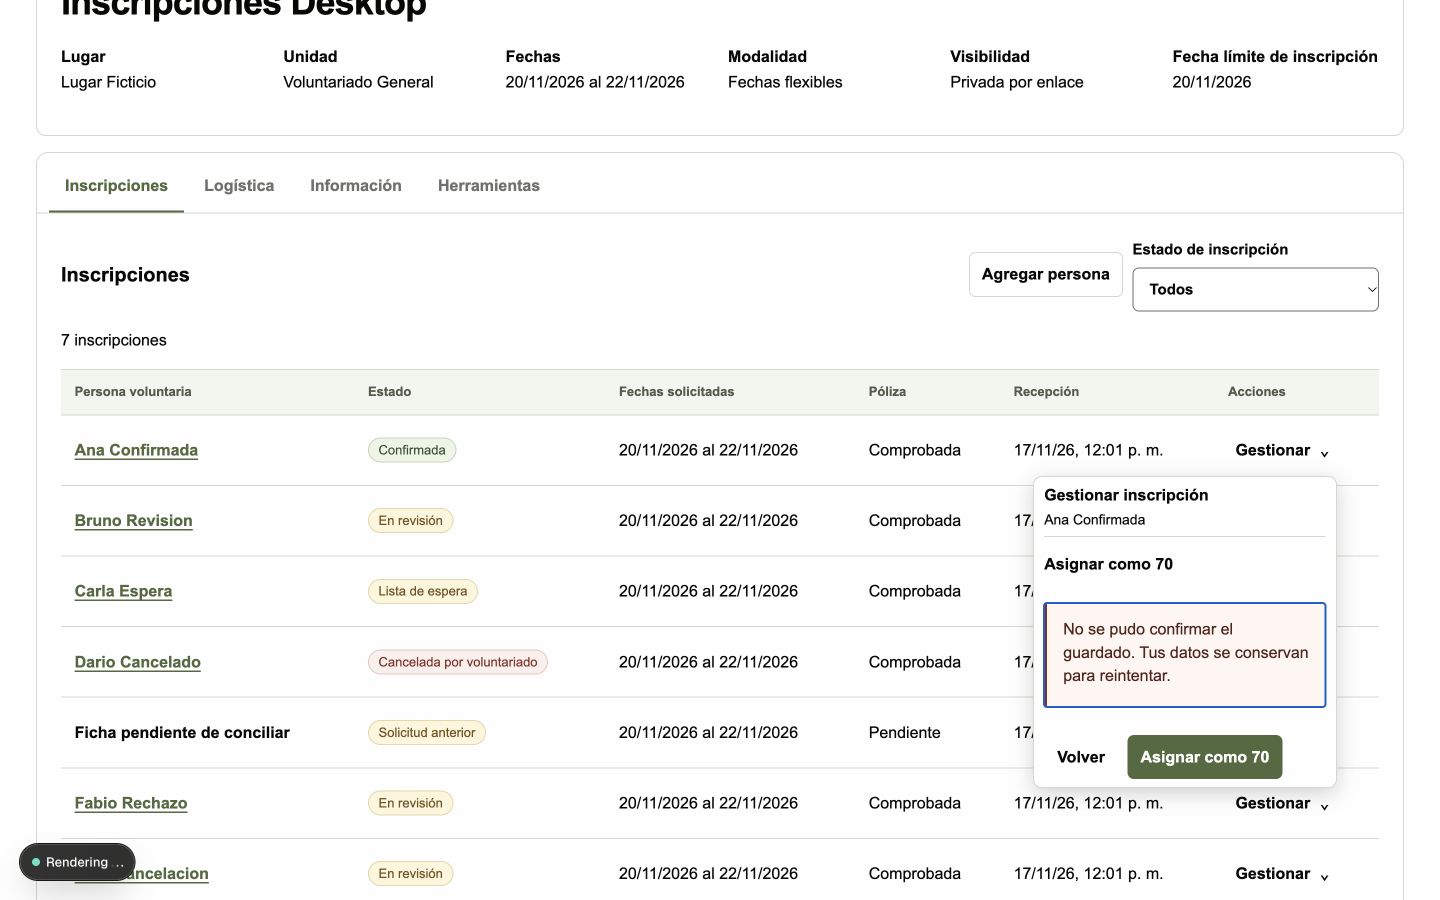 Inscripciones Desktop
Lugar
Lugar Ficticio
Unidad
Voluntariado General
Fechas
20/11/2026 al 22/11/2026
Modalidad
Fechas flexibles
Visibilidad
Privada por enlace
Fecha límite de inscripción
20/11/2026
Inscripciones Logística Información Herramientas
Inscripciones
Agregar persona
Estado de inscripción
Todos
7 inscripciones
Persona voluntaria Estado Fechas solicitadas Póliza Recepción Acciones
Ana Confirmada Confirmada 20/11/2026 al 22/11/2026 Comprobada 17/11/26, 12:01 p. m. Gestionar
Bruno Revision En revisión 20/11/2026 al 22/11/2026 Comprobada 17/
Carla Espera Lista de espera 20/11/2026 al 22/11/2026 Comprobada 17/
Dario Cancelado Cancelada por voluntariado 20/11/2026 al 22/11/2026 Comprobada 17/
Ficha pendiente de conciliar Solicitud anterior 20/11/2026 al 22/11/2026 Pendiente 17/
Fabio Rechazo En revisión 20/11/2026 al 22/11/2026 Comprobada 17/11/26, 12:01 p. m. Gestionar
ancelacion En revisión 20/11/2026 al 22/11/2026 Comprobada 17/11/26, 12:01 p. m. Gestionar
Gestionar inscripción
Ana Confirmada
Asignar como 70
No se pudo confirmar el
guardado. Tus datos se conservan
para reintentar.
Volver Asignar como 70
Rendering ...